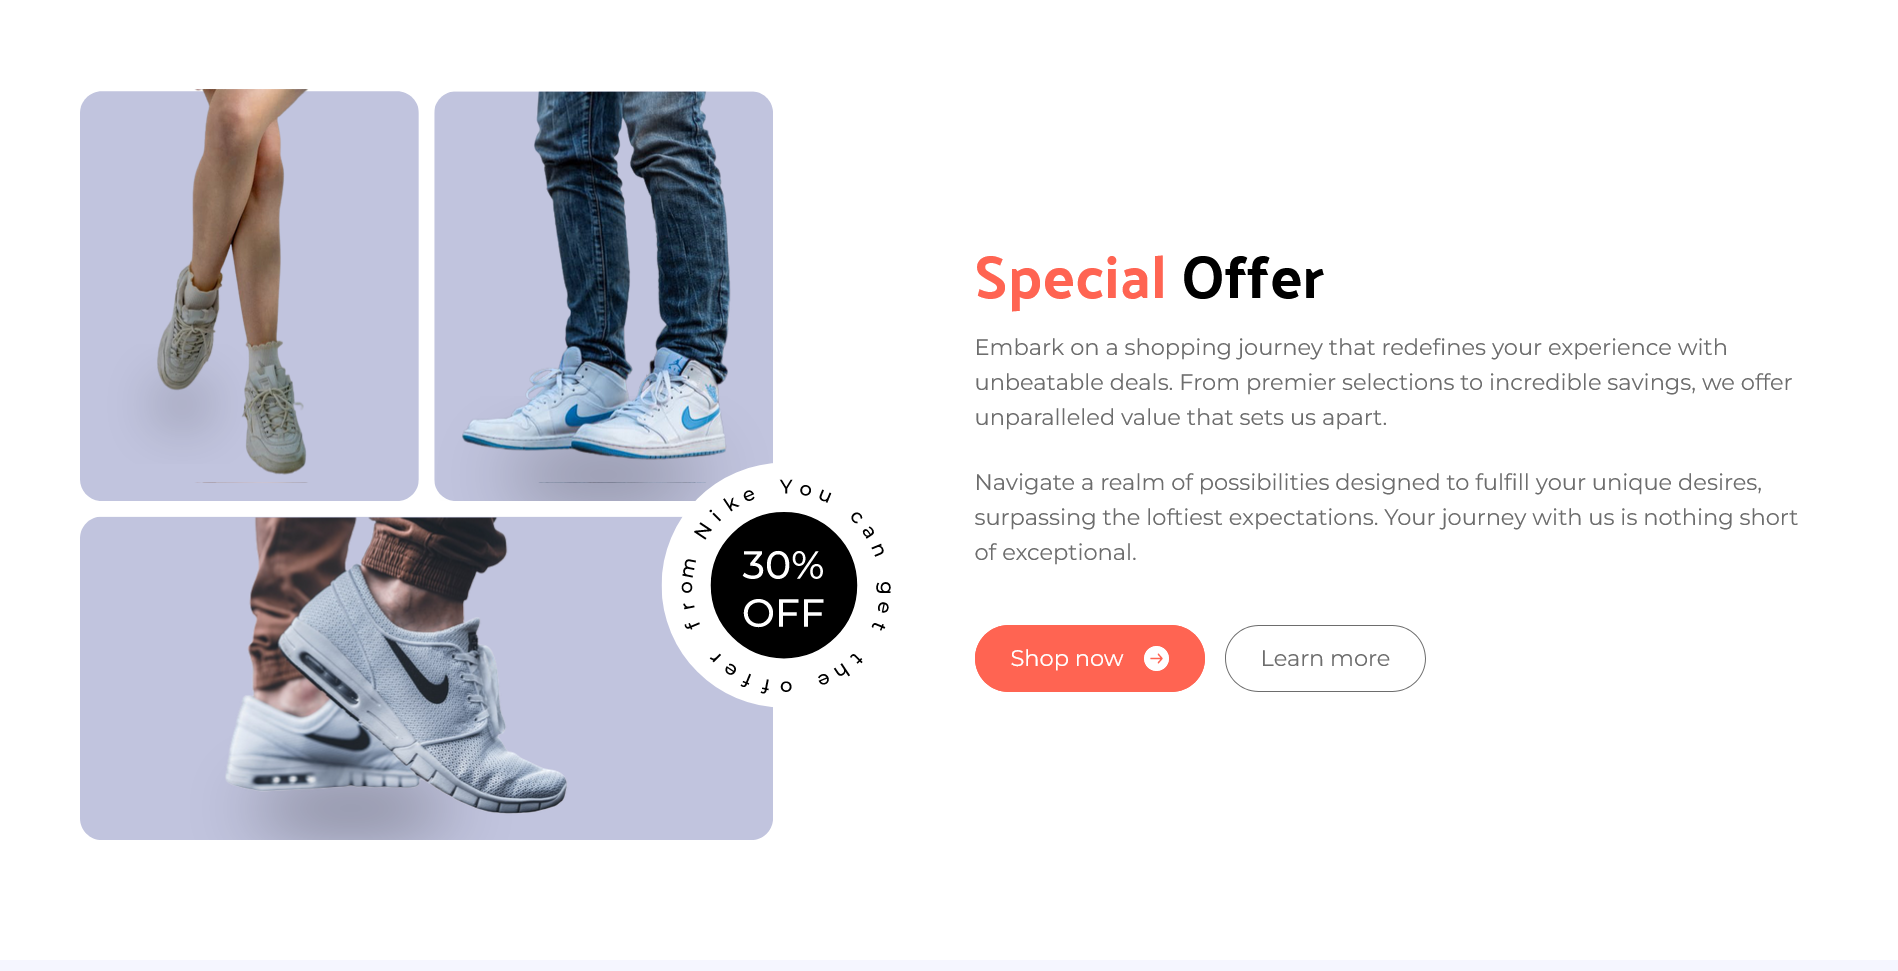 Special Offer
Embark on a shopping journey that redefines your experience with
unbeatable deals. From premier selections to incredible savings, we offer
unparalleled value that sets us apart.
Navigate a realm of possibilities designed to fulfill your unique desires,
surpassing the loftiest expectations. Your journey with us is nothing short
of exceptional.
Shop now
Learn more
You can get the offer from Nike
30%
OFF